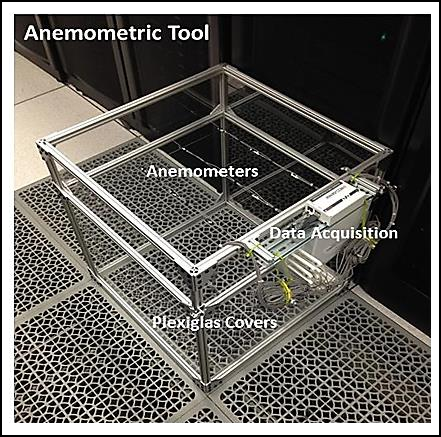 Anemometric Tool
Anemometers
Data Acquisition
Plexiglas Covers